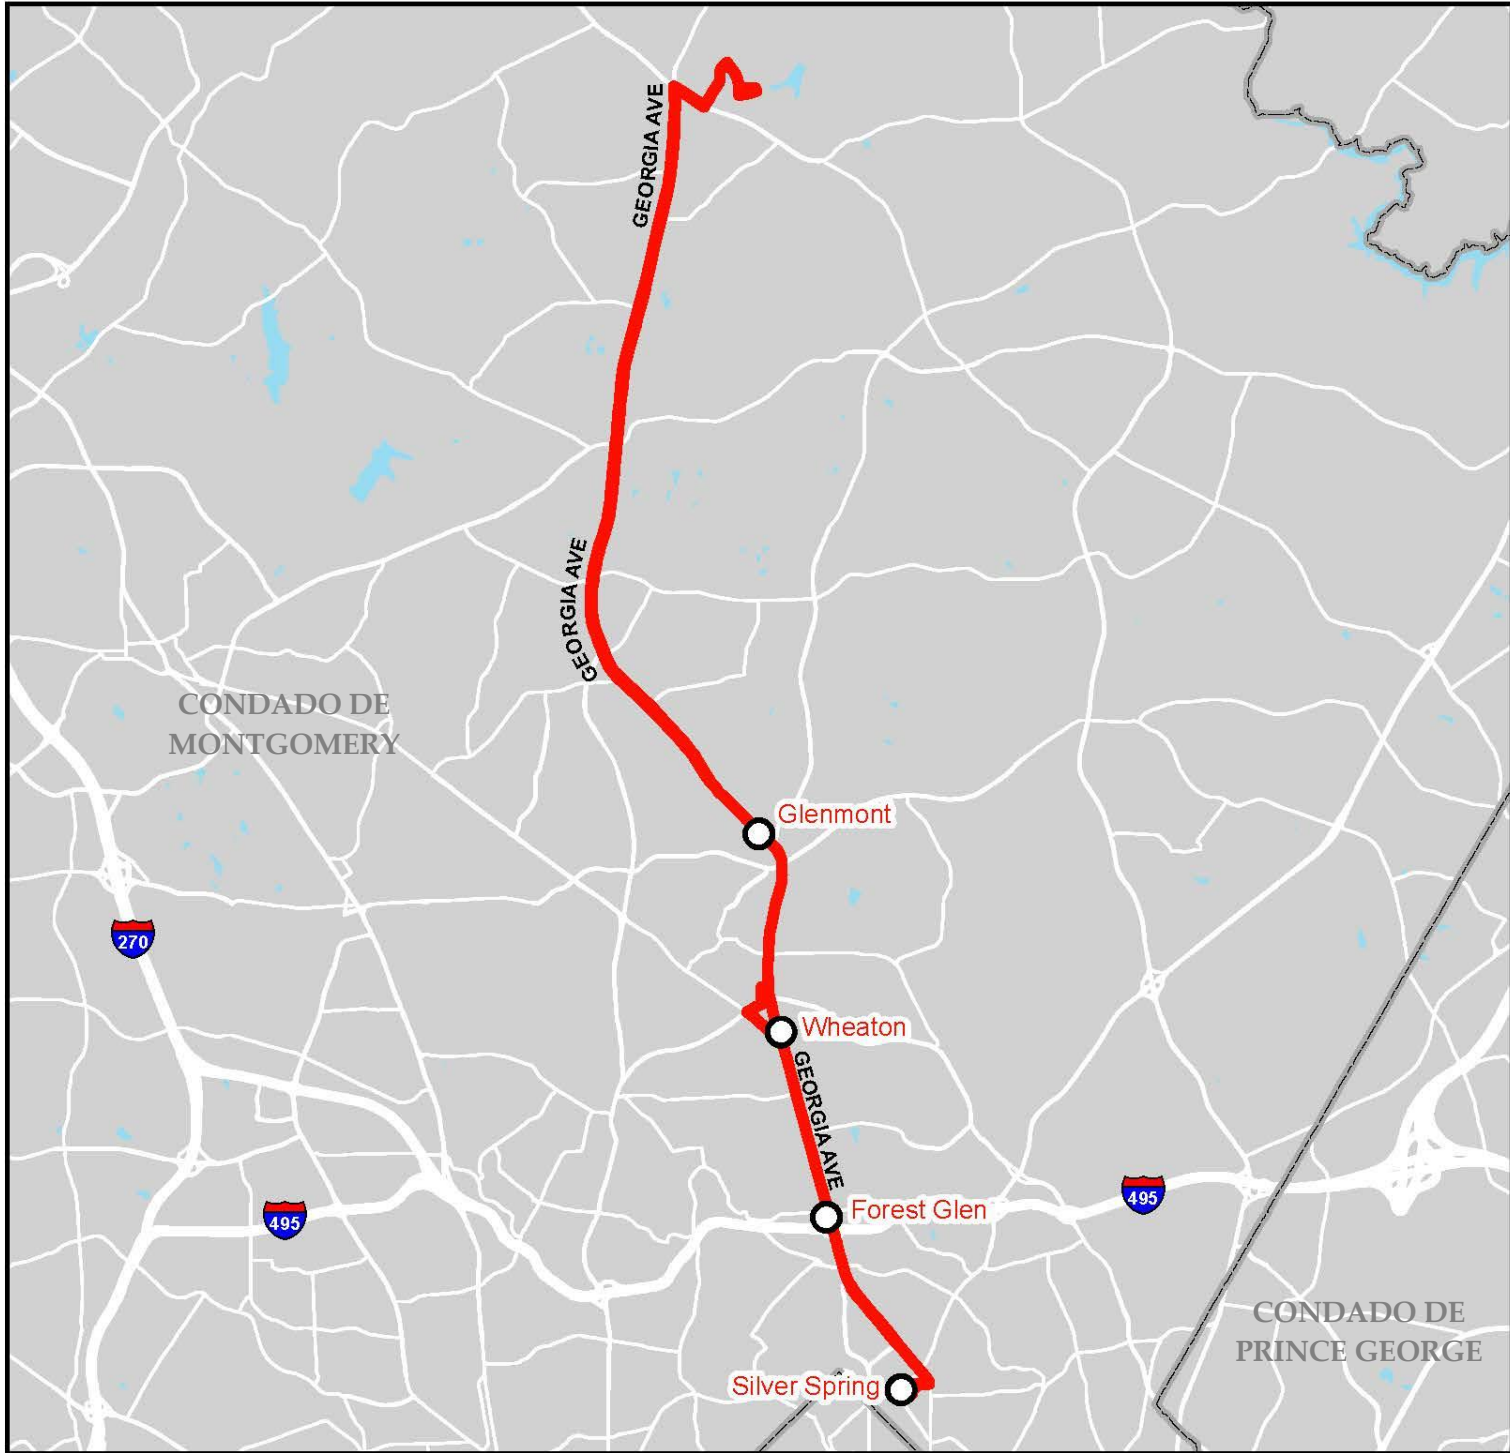 GEORGIA AVE
GEORGIA AVE
CONDADO DE
MONTGOMERY
Glenmont
270
Wheaton
GEORGIA AVE
495
Forest Glen
495
CONDADO DE
PRINCE GEORGE
Silver Spring